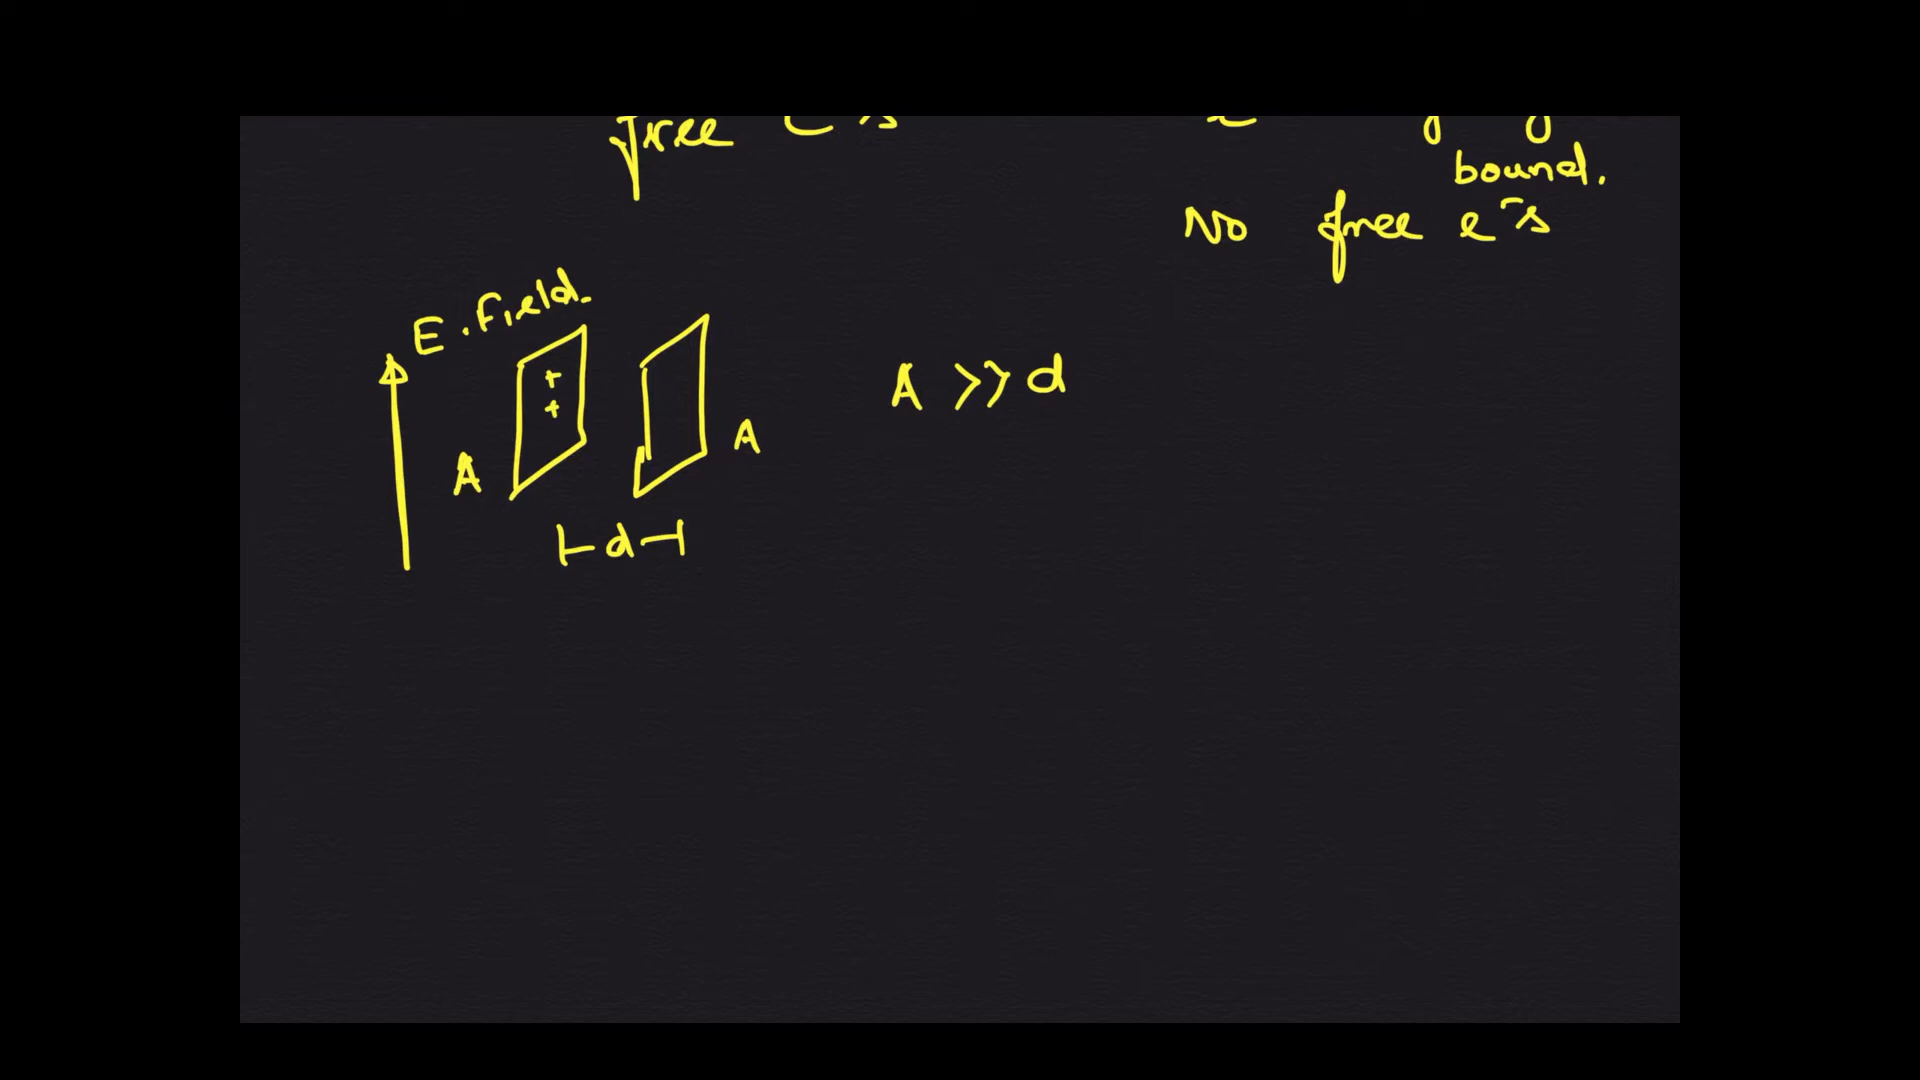 free e⁻s
bound.
No free e⁻s
E. Field.
+
+
A >> d
A
A
d